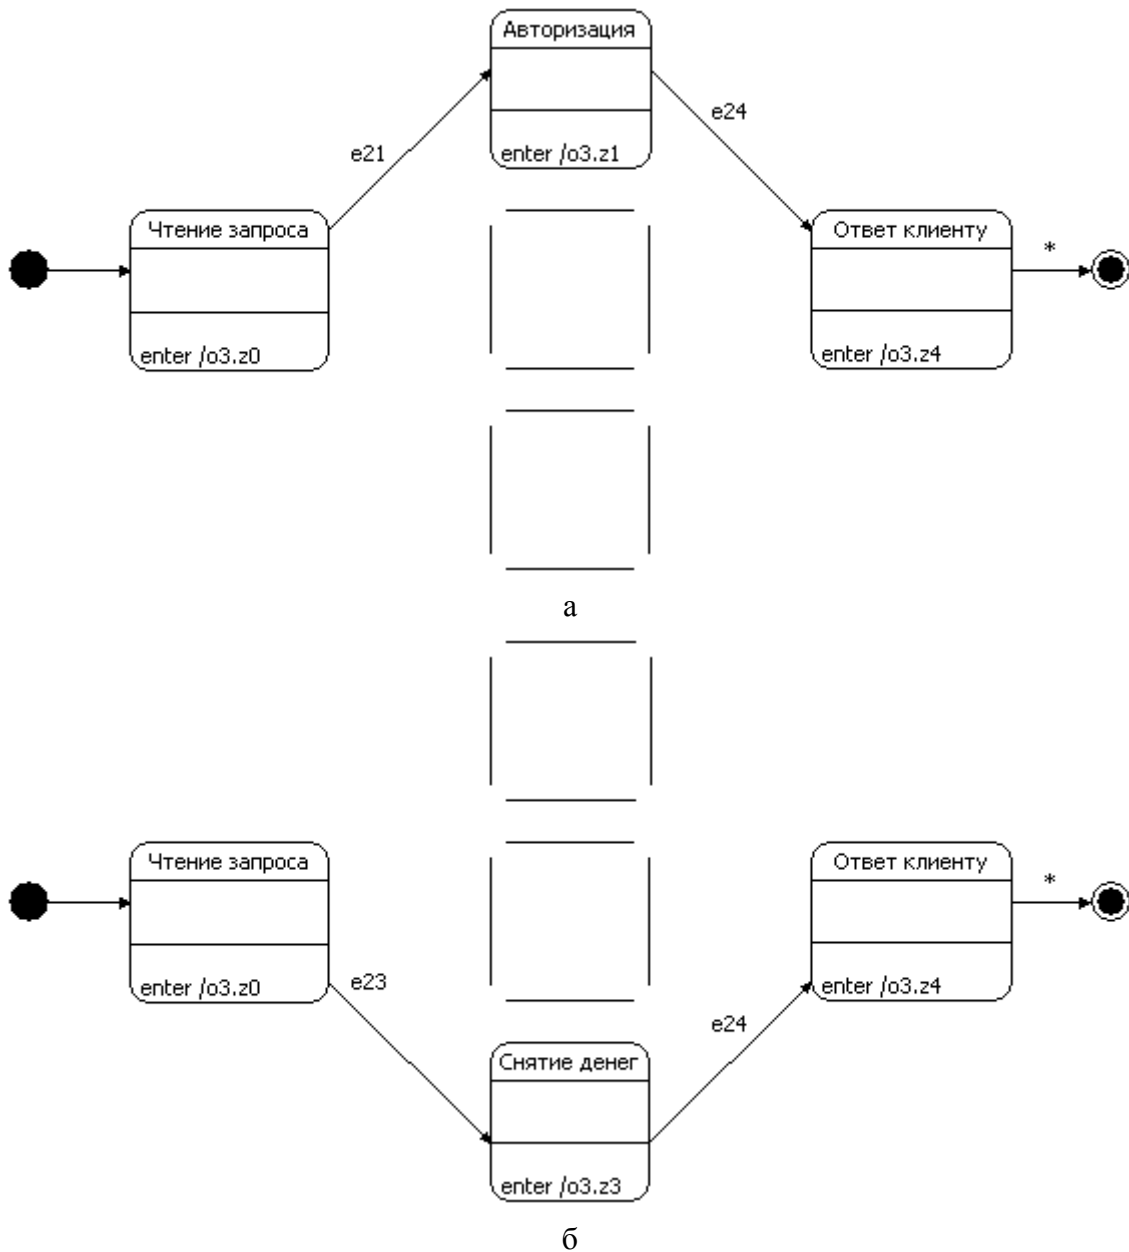 Авторизация
e24
e21
enter /o3.z1
Чтение запроса
Ответ клиенту
*
enter /o3.z0
enter /o3.z4
а
Чтение запроса
Ответ клиенту
*
enter /o3.z0
e23
enter /o3.z4
e24
Снятие денег
enter /o3.z3
б